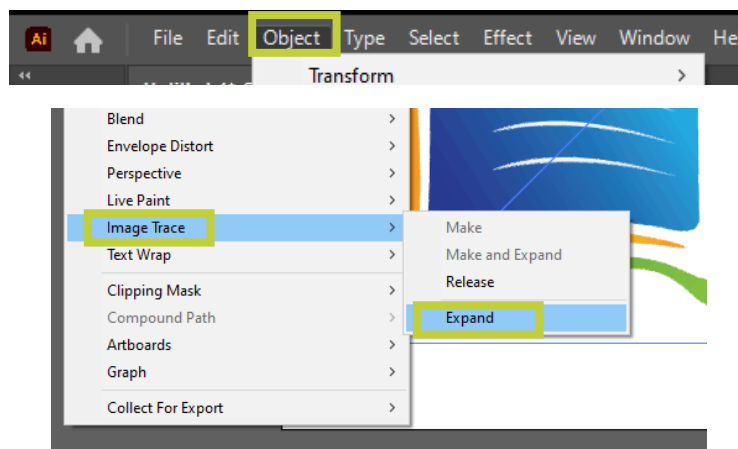 Ai File Edit Object Type Select Effect View Window He
Transform
Blend
Envelope Distort
Perspective
Live Paint
Image Trace
Make
Make and Expand
Text Wrap
Release
Clipping Mask
Expand
Compound Path
Artboards
Graph
Collect For Export